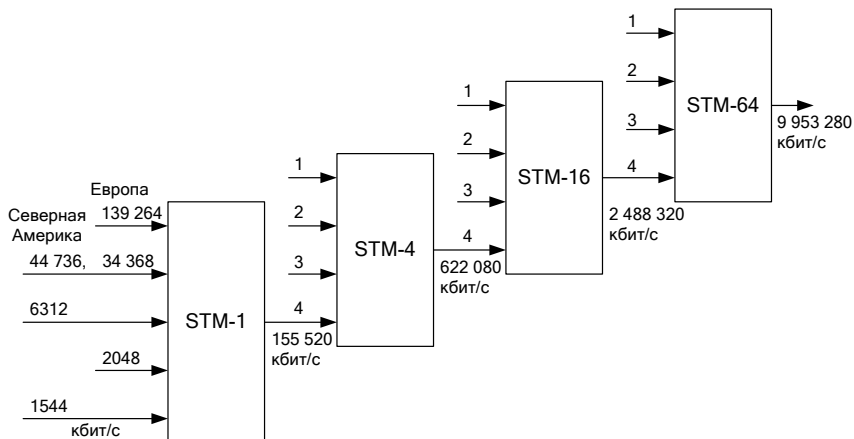 1
2
3
4
STM-64
9 953 280
кбит/с
1
2
3
4
STM-16
2 488 320
кбит/с
1
2
3
4
STM-4
622 080
кбит/с
Европа
Северная
Америка
139 264
44 736, 34 368
6312
2048
1544
кбит/с
STM-1
155 520
кбит/с